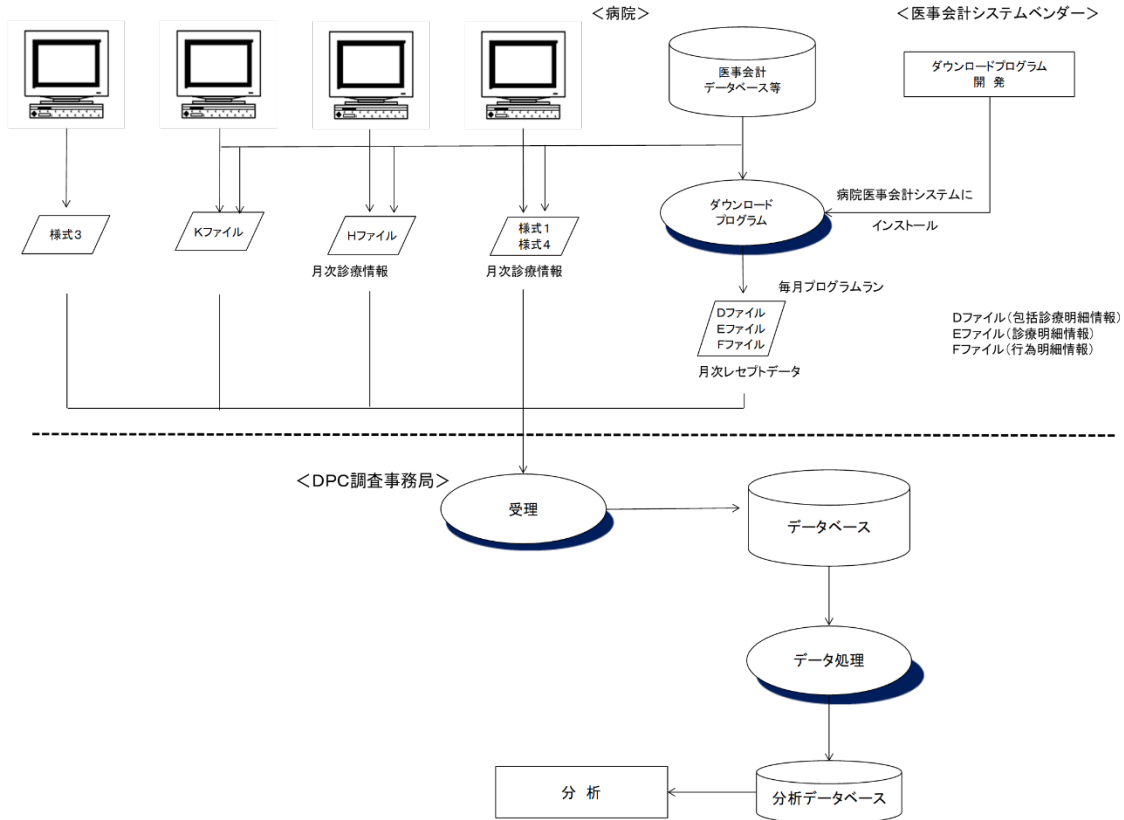 ＜病院＞
＜医事会計システムベンダー＞
医事会計
データベース等
ダウンロードプログラム
開 発
病院医事会計システムに
インストール
ダウンロード
プログラム
様式3
Kファイル
Hファイル
様式1
様式4
月次診療情報
月次診療情報
毎月プログラムラン
Dファイル
Eファイル
Fファイル
月次レセプトデータ
Dファイル（包括診療明細情報）
Eファイル（診療明細情報）
Fファイル（行為明細情報）
＜DPC調査事務局＞
受理
データベース
データ処理
分 析
分析データベース